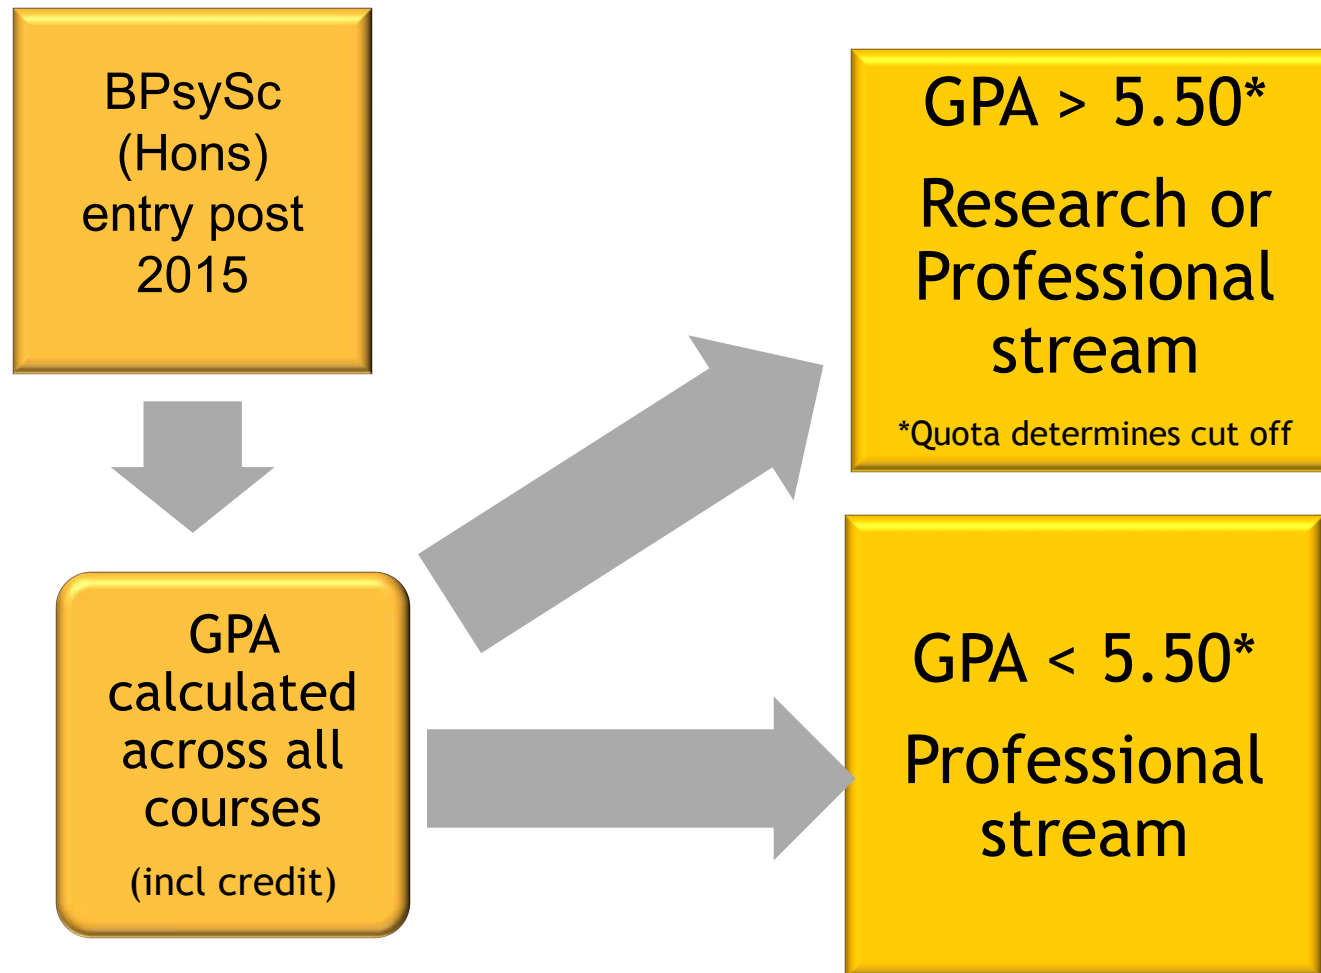 BPsySc
(Hons)
entry post
2015
GPA
calculated
across all
courses
(incl credit)
GPA > 5.50*
Research or
Professional
stream
*Quota determines cut off
GPA < 5.50*
Professional
stream